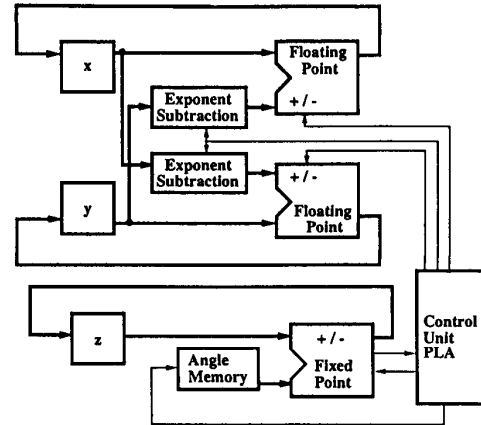 x
Floating
Point
+ / -
Exponent
Subtraction
Exponent
Subtraction
+ / -
Floating
Point
y
z
Angle
Memory
+ / -
Fixed
Point
Control
Unit
PLA